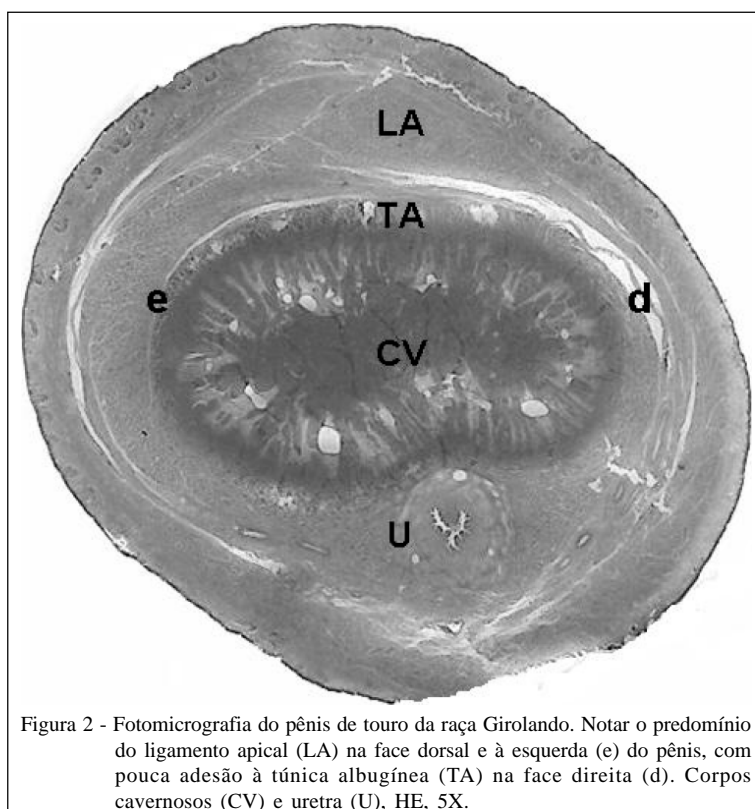 LA
TA
e
d
CV
U
Figura 2 - Fotomicrografia do pênis de touro da raça Girolando. Notar o predomínio
do ligamento apical (LA) na face dorsal e à esquerda (e) do pênis, com
pouca adesão à túnica albugínea (TA) na face direita (d). Corpos
cavernosos (CV) e uretra (U), HE, 5X.